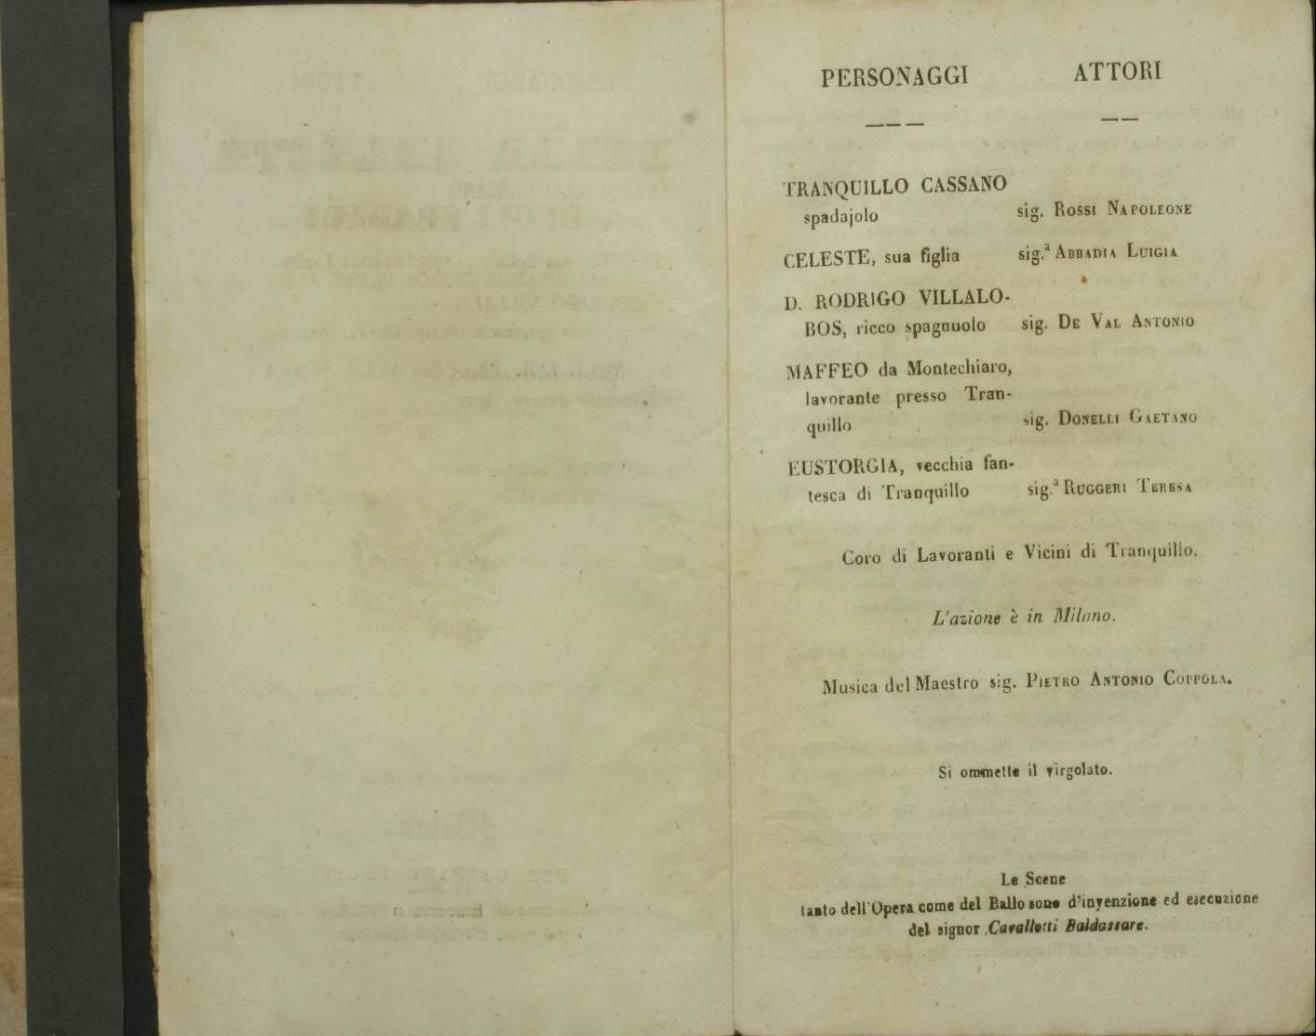 PERSONAGGI ATTORI
TRANQUILLO CASSANO
spadajolo sig. Rossi Napoleone
CELESTE, sua figlia sig.ª Abbadia Luigia
D. RODRIGO VILLALO-
BOS, ricco spagnuolo sig. De Val Antonio
MAFFEO da Montechiaro,
lavorante presso Tran-
quillo sig. Donelli Gaetano
EUSTORGIA, vecchia fan-
tesca di Tranquillo sig.ª Ruggeri Teresa
Coro di Lavoranti e Vicini di Tranquillo.
L'azione è in Milano.
Musica del Maestro sig. Pietro Antonio Coppola.
Si ommette il virgolato.
Le Scene
tanto dell'Opera come del Ballo sono d'invenzione ed esecuzione
del signor Cavallotti Baldassare.